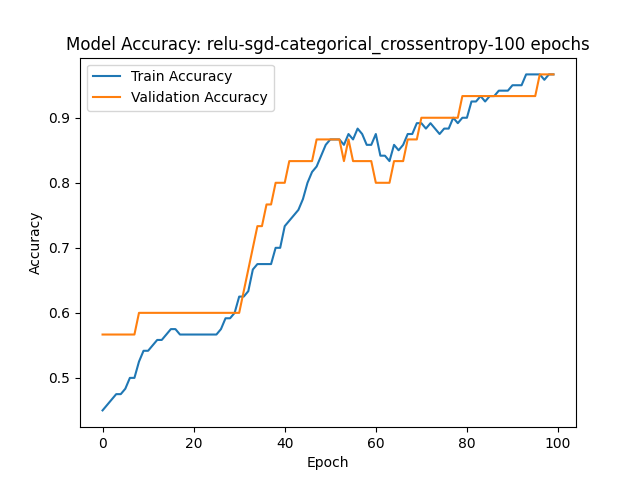 Model Accuracy: relu-sgd-categorical_crossentropy-100 epochs
Train Accuracy
Validation Accuracy
Accuracy
0.9
0.8
0.7
0.6
0.5
0 20 40 60 80 100
Epoch